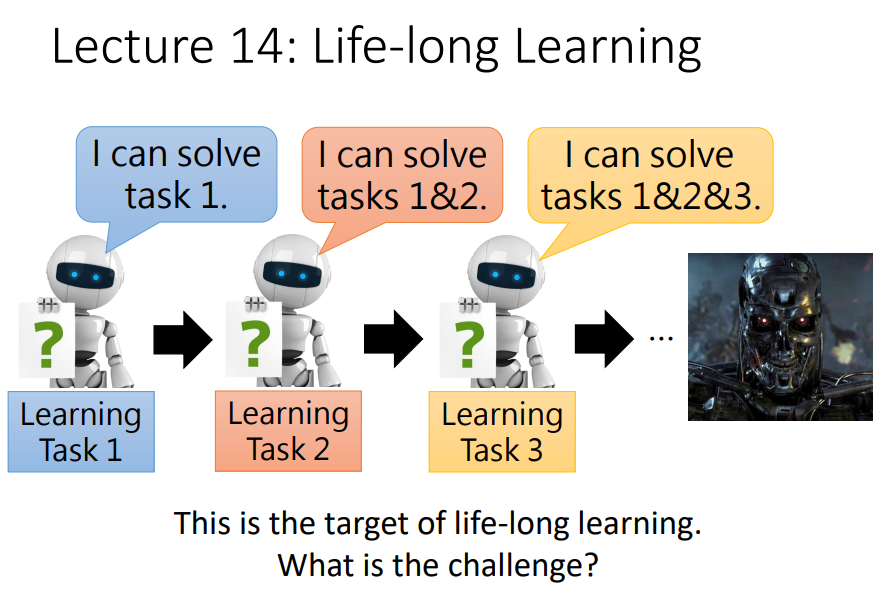 Lecture 14: Life-long Learning
I can solve
task 1.
I can solve
tasks 1&2.
I can solve
tasks 1&2&3.
?
?
?
...
Learning
Task 1
Learning
Task 2
Learning
Task 3
This is the target of life-long learning.
What is the challenge?